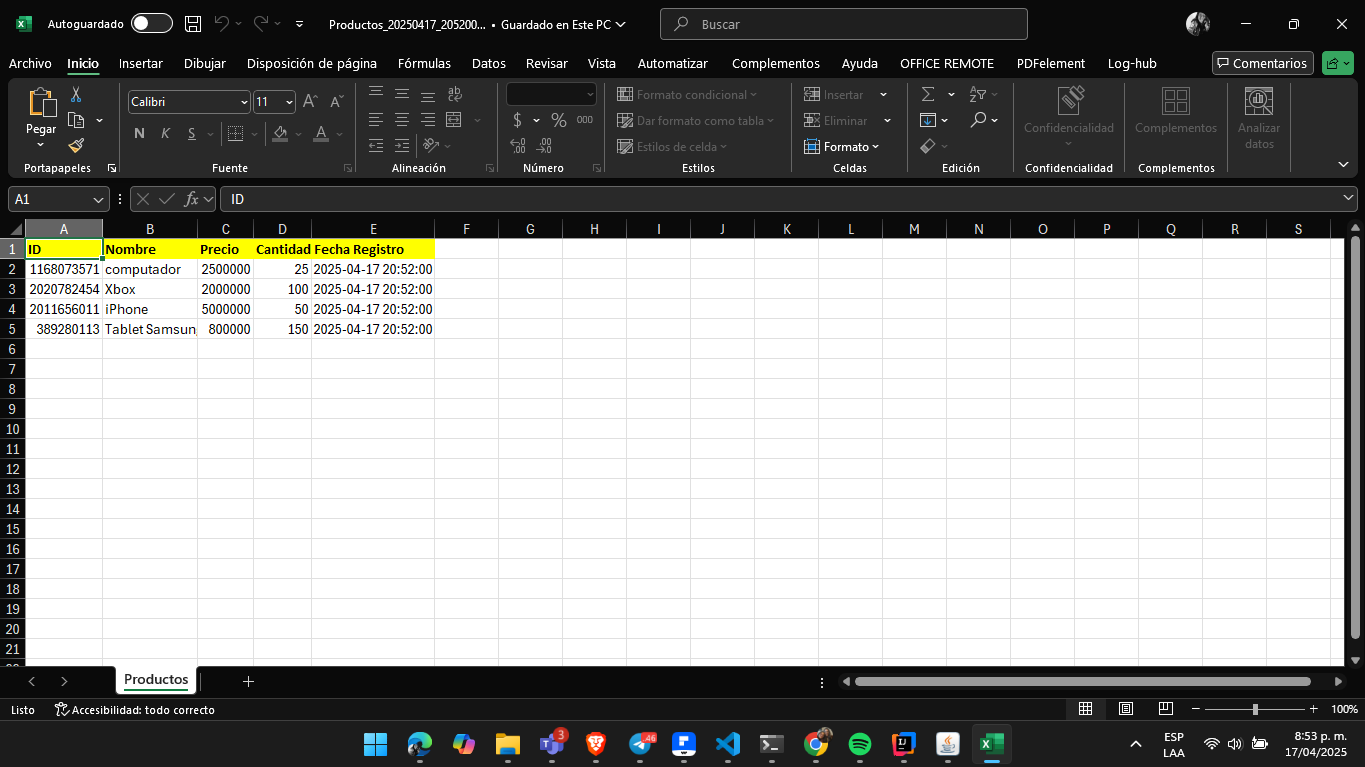 Autoguardado Productos_20250417_205200... • Guardado en Este PC Buscar
Archivo Inicio Insertar Dibujar Disposición de página Fórmulas Datos Revisar Vista Automatizar Complementos Ayuda OFFICE REMOTE PDFelement Log-hub Comentarios
Pegar
Portapapeles
Calibri 11
N K S
Fuente
Alineación
$ % 000
Número
Formato condicional
Dar formato como tabla
Estilos de celda
Estilos
Insertar
Eliminar
Formato
Celdas
Edición
Confidencialidad
Confidencialidad
Complementos
Complementos
Analizar
datos
A1 fx ID
A B C D E F G H I J K L M N O P Q R S
1 ID Nombre Precio Cantidad Fecha Registro
2 1168073571 computador 2500000 25 2025-04-17 20:52:00
3 2020782454 Xbox 2000000 100 2025-04-17 20:52:00
4 2011656011 iPhone 5000000 50 2025-04-17 20:52:00
5 389280113 Tablet Samsung 800000 150 2025-04-17 20:52:00
6
7
8
9
10
11
12
13
14
15
16
17
18
19
20
21
Productos
Listo Accesibilidad: todo correcto 100%
3 46
ESP
LAA
8:53 p. m.
17/04/2025